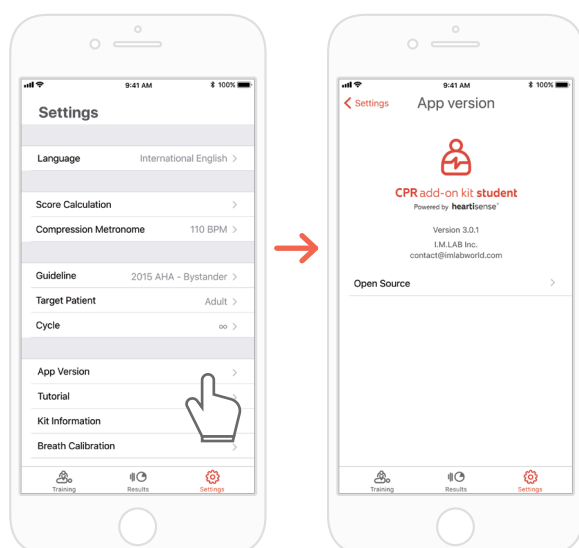 9:41 AM 100%
Settings
Language International English >
Score Calculation >
Compression Metronome 110 BPM >
Guideline 2015 AHA - Bystander >
Target Patient Adult >
Cycle ∞ >
App Version >
Tutorial >
Kit Information
Breath Calibration >
Training Results Settings
9:41 AM 100%
Settings App version
CPR add-on kit student
Powered by heartisense®
Version 3.0.1
I.M.LAB Inc.
contact@imlabworld.com
Open Source >
Training Results Settings